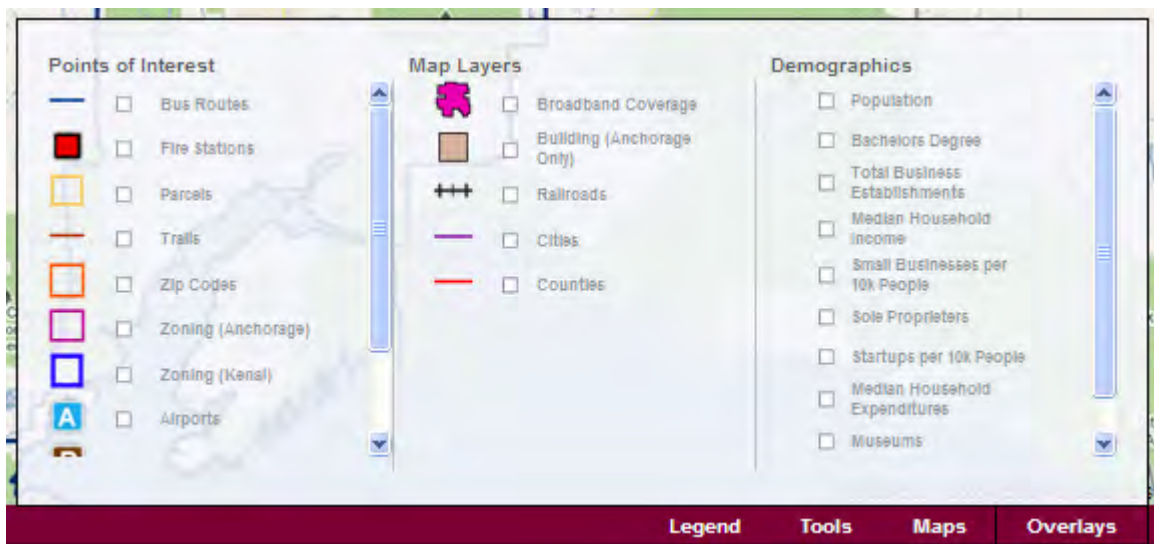 Points of Interest
Bus Routes
Fire Stations
Parcels
Trails
Zip Codes
Zoning (Anchorage)
Zoning (Kenai)
A
Airports
Map Layers
Broadband Coverage
Building (Anchorage
Only)
Railroads
Cities
Counties
Demographics
Population
Bachelors Degree
Total Business
Establishments
Median Household
Income
Small Businesses per
10k People
Sole Proprieters
Startups per 10k People
Median Household
Expenditures
Museums
Legend
Tools
Maps
Overlays